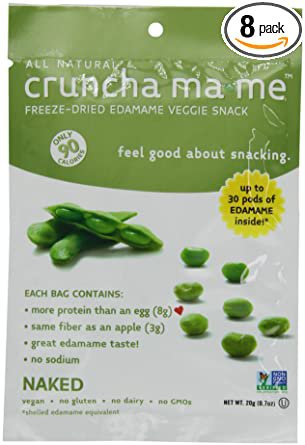 8 pack
ALL NATURAL
cruncha ma·me™
FREEZE-DRIED EDAMAME VEGGIE SNACK
ONLY
90
CALORIES
feel good about snacking.
up to
30 pods of
EDAMAME
inside!*
EACH BAG CONTAINS:
• more protein than an egg (8g)
• same fiber as an apple (3g)
• great edamame taste!
• no sodium
NAKED
vegan • no gluten • no dairy • no GMOs
*shelled edamame equivalent
NON
GMO
NET WT. 20g (0.7oz)
U